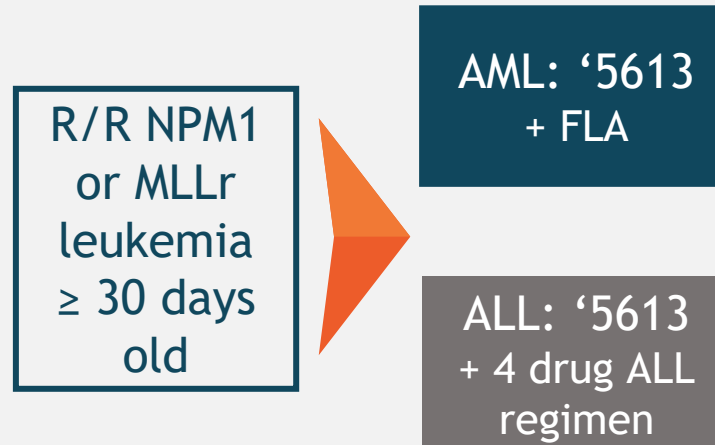 R/R NPM1
or MLLr
leukemia
≥ 30 days
old
AML: ‘5613
+ FLA
ALL: ‘5613
+ 4 drug ALL
regimen